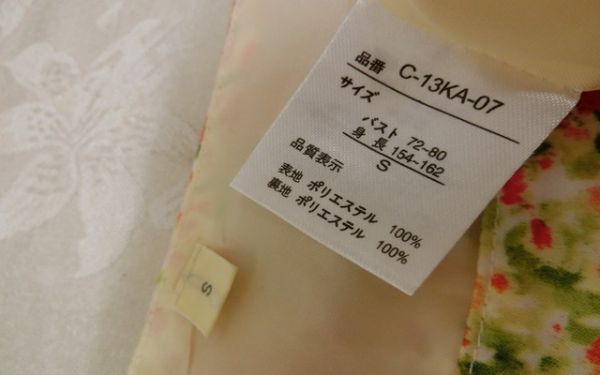 品番 C-13KA-07
サイズ
バスト 72-80
身長 154-162
S
品質表示
表地 ポリエステル 100%
裏地 ポリエステル 100%
S